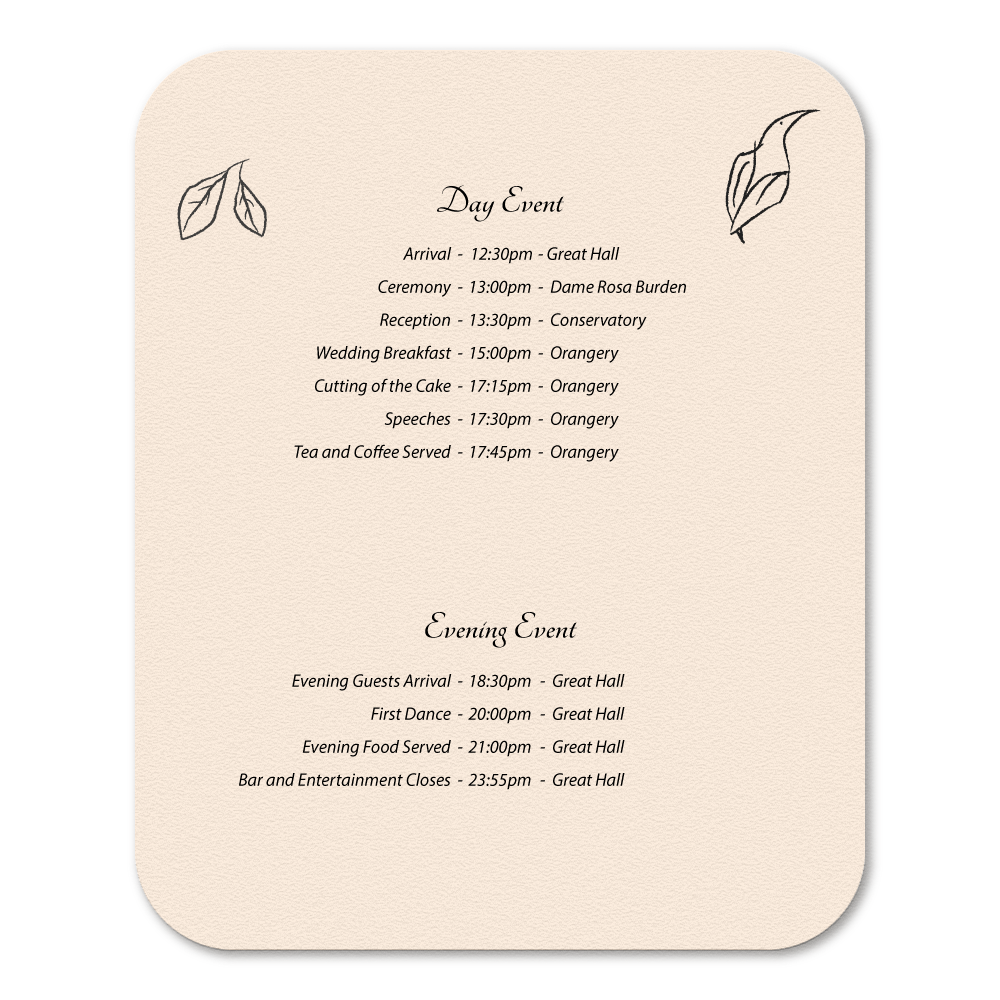 Day Event
Arrival - 12:30pm - Great Hall
Ceremony - 13:00pm - Dame Rosa Burden
Reception - 13:30pm - Conservatory
Wedding Breakfast - 15:00pm - Orangery
Cutting of the Cake - 17:15pm - Orangery
Speeches - 17:30pm - Orangery
Tea and Coffee Served - 17:45pm - Orangery
Evening Event
Evening Guests Arrival - 18:30pm - Great Hall
First Dance - 20:00pm - Great Hall
Evening Food Served - 21:00pm - Great Hall
Bar and Entertainment Closes - 23:55pm - Great Hall